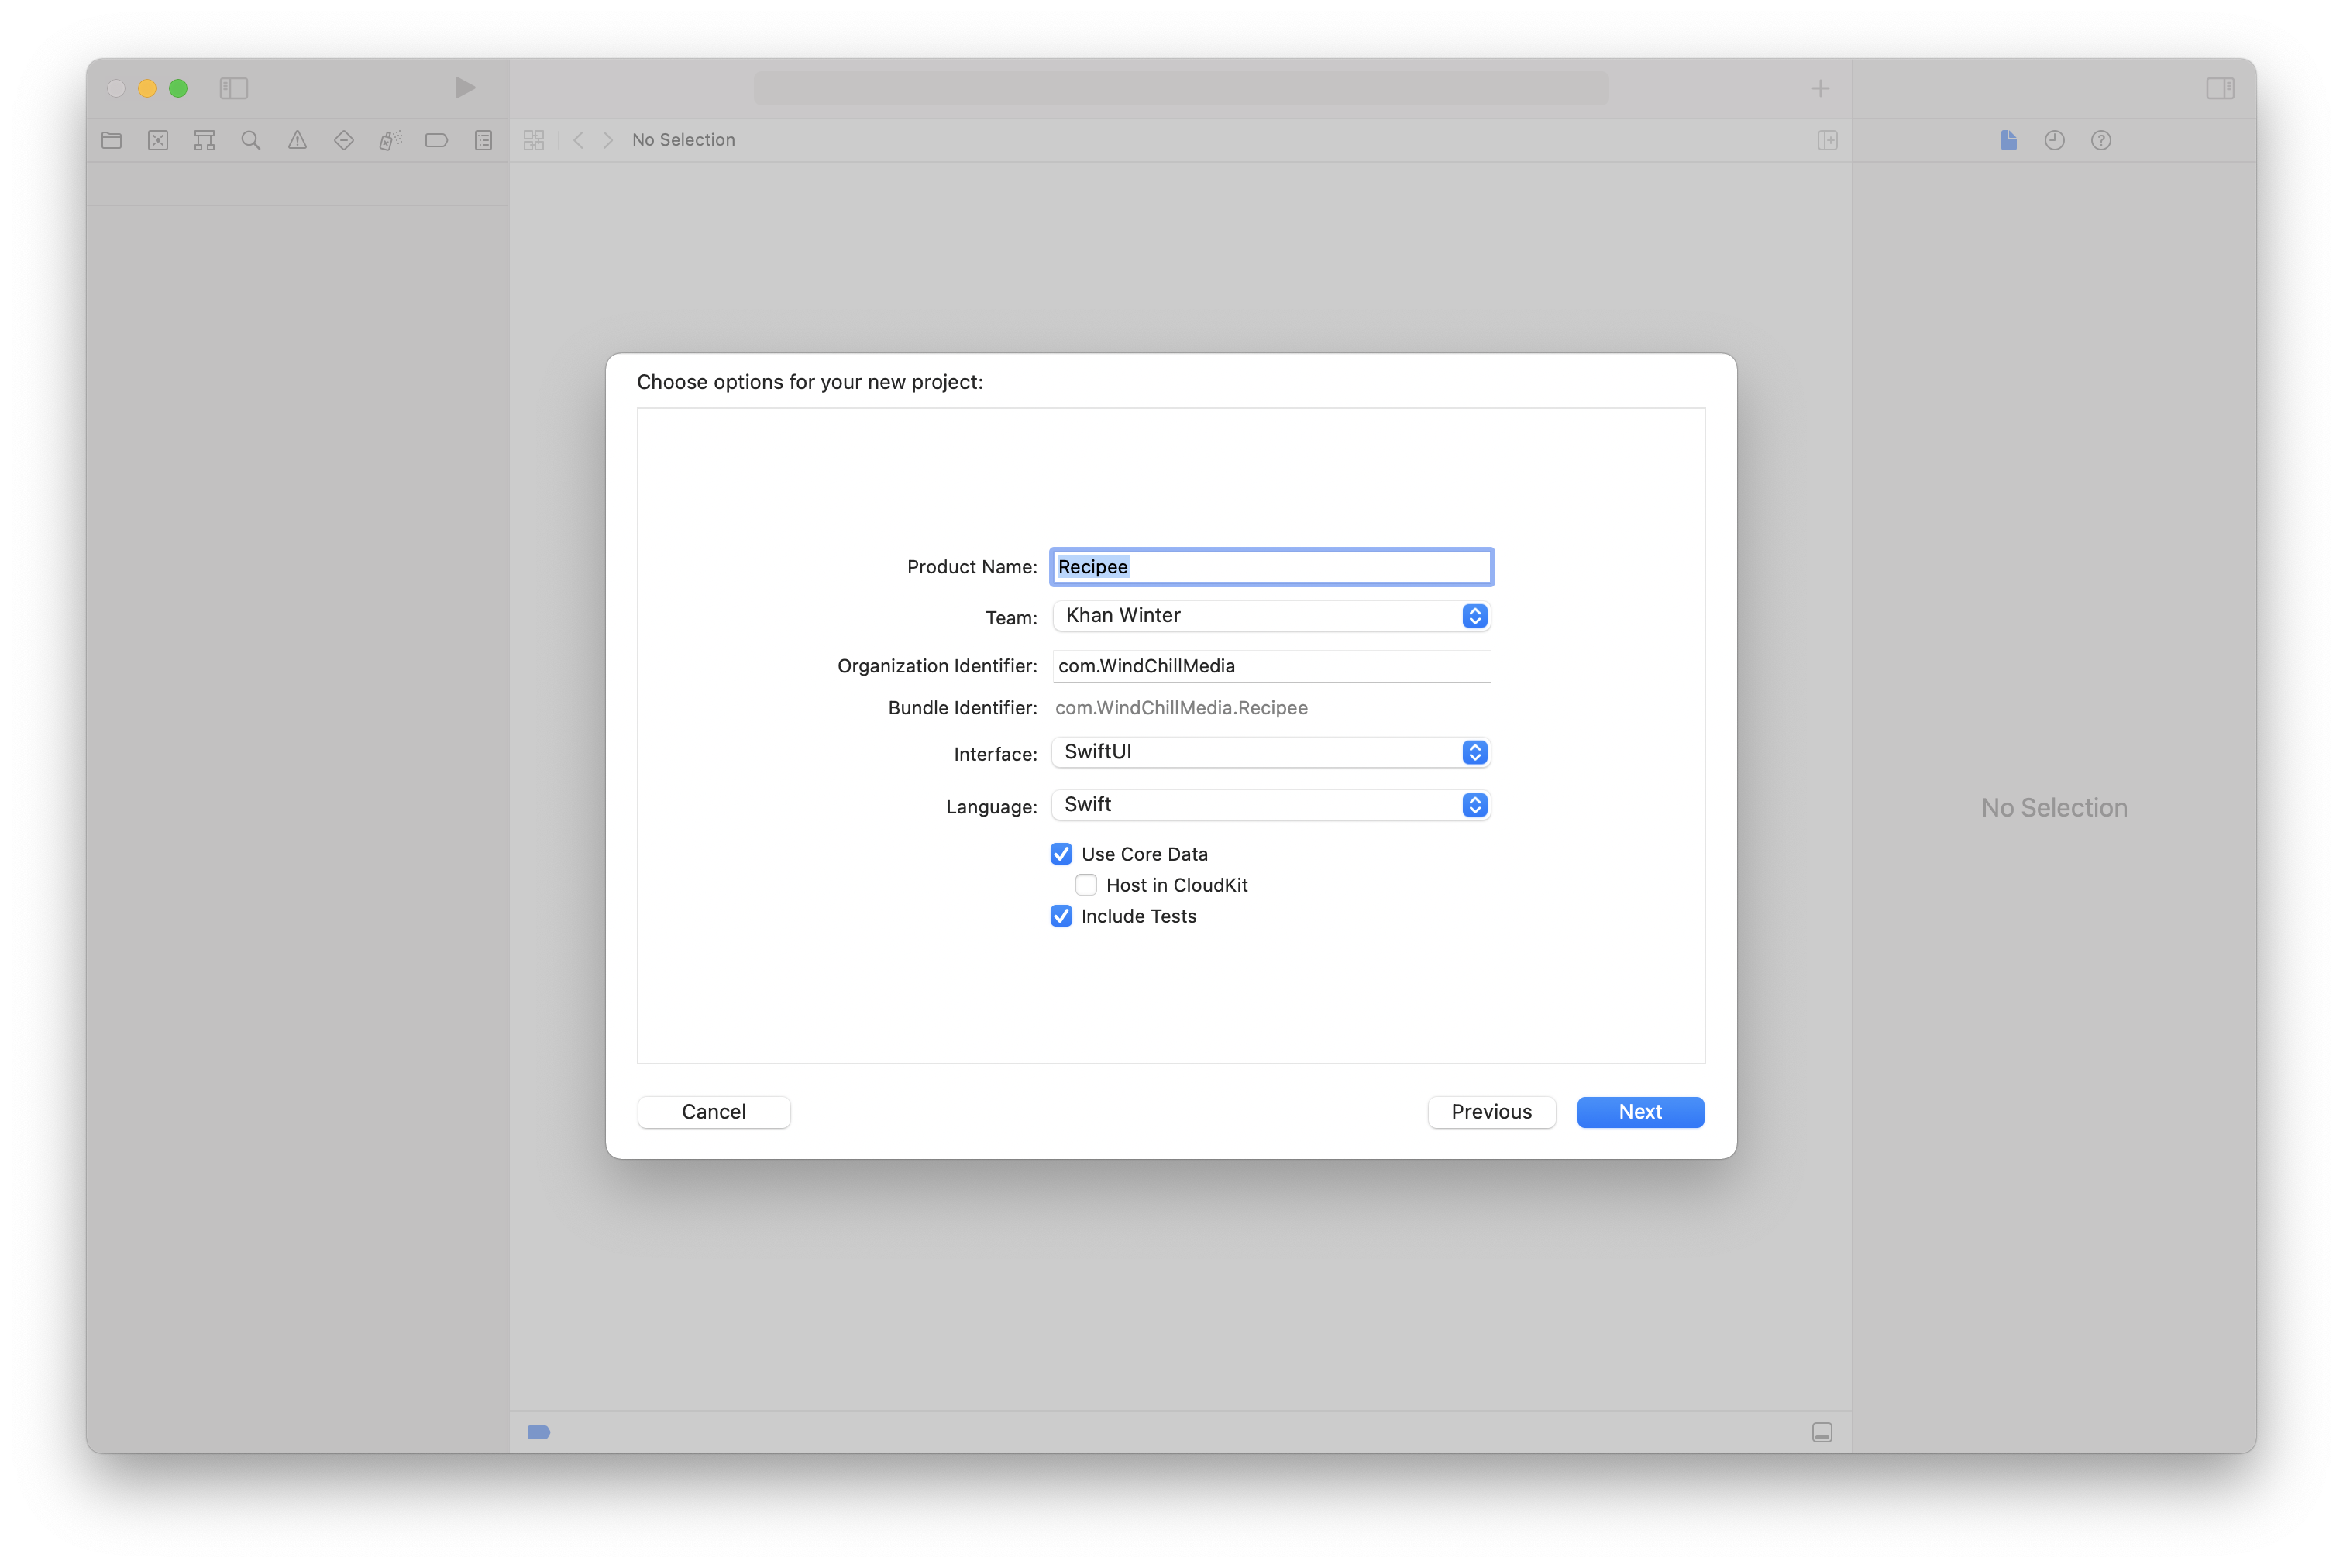 No Selection
Choose options for your new project:
Product Name: Recipee
Team: Khan Winter
Organization Identifier: com.WindChillMedia
Bundle Identifier: com.WindChillMedia.Recipee
Interface: SwiftUI
Language: Swift
Use Core Data
Host in CloudKit
Include Tests
No Selection
Cancel Previous Next